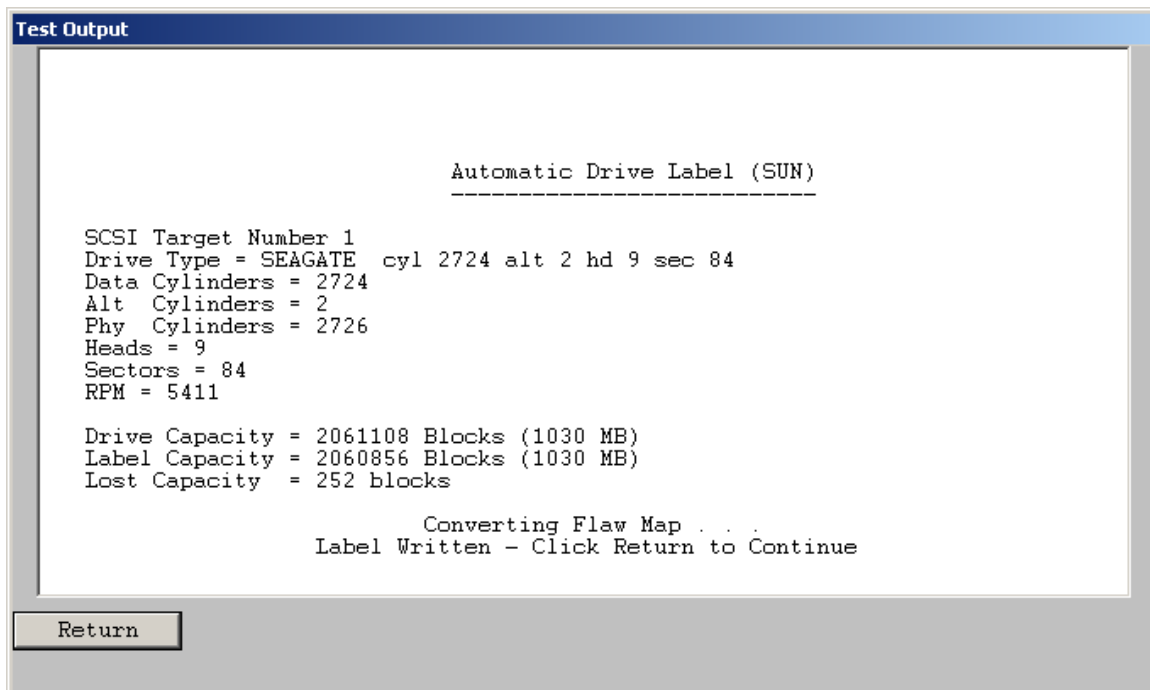 Test Output
Automatic Drive Label (SUN)
---------------------------
SCSI Target Number 1
Drive Type = SEAGATE  cyl 2724 alt 2 hd 9 sec 84
Data Cylinders = 2724
Alt  Cylinders = 2
Phy  Cylinders = 2726
Heads = 9
Sectors = 84
RPM = 5411
Drive Capacity = 2061108 Blocks (1030 MB)
Label Capacity = 2060856 Blocks (1030 MB)
Lost Capacity  = 252 blocks
Converting Flaw Map . . .
Label Written - Click Return to Continue
Return